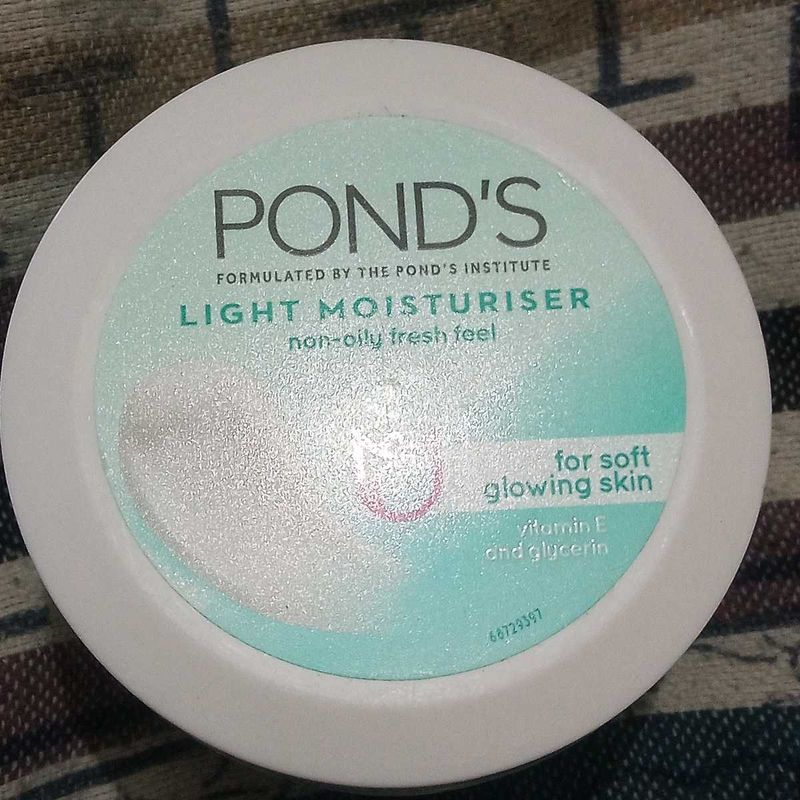 POND'S
FORMULATED BY THE POND'S INSTITUTE
LIGHT MOISTURISER
non-oily fresh feel
for soft
glowing skin
vitamin E
and glycerin
68729397